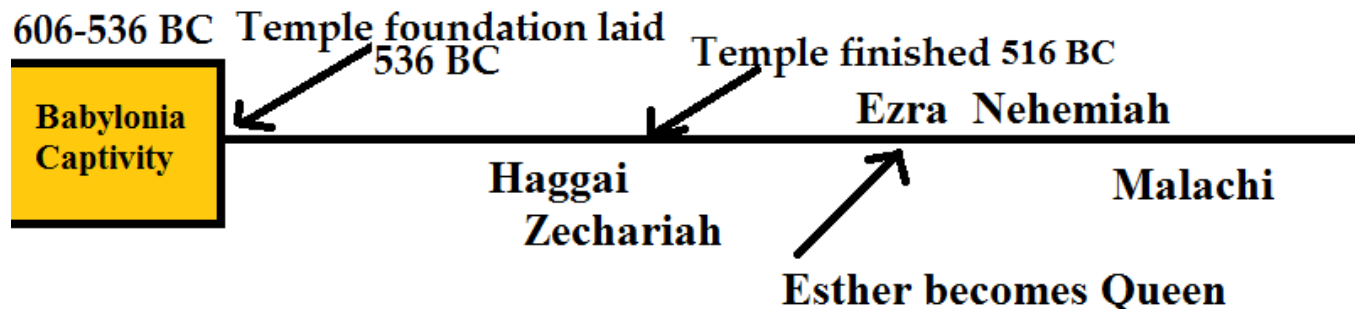 606-536 BC
Temple foundation laid
536 BC
Temple finished 516 BC
Babylonia
Captivity
Ezra Nehemiah
Haggai
Zechariah
Malachi
Esther becomes Queen